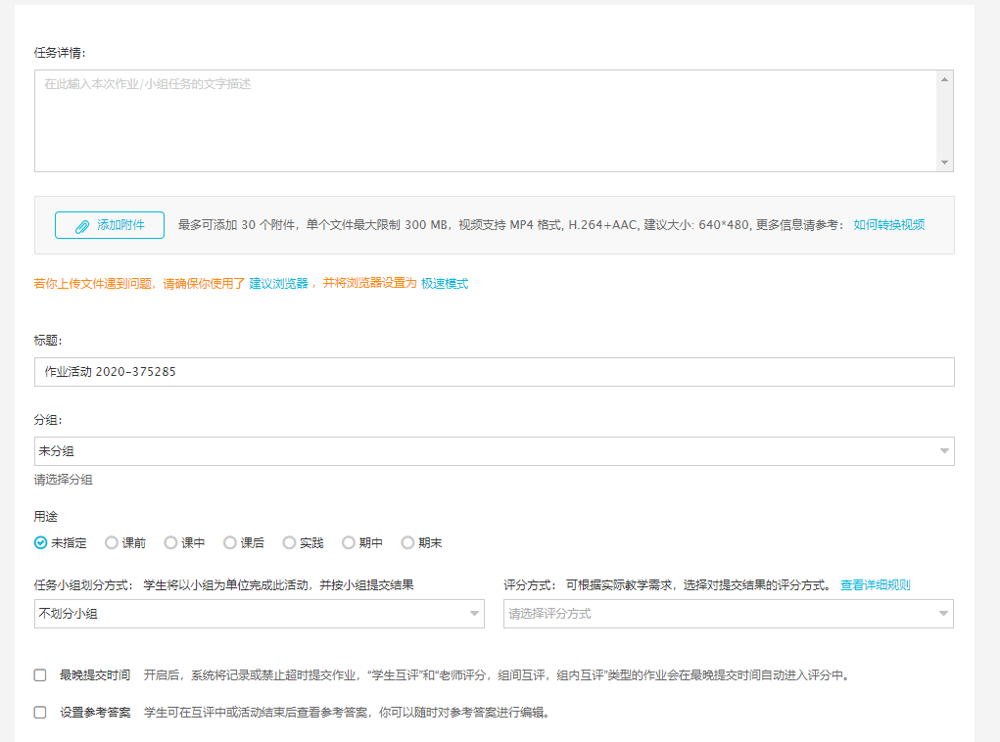 任务详情:
在此输入本次作业/小组任务的文字描述
添加附件 最多可添加 30 个附件，单个文件最大限制 300 MB，视频支持 MP4 格式, H.264+AAC, 建议大小: 640*480, 更多信息请参考： 如何转换视频
若你上传文件遇到问题，请确保你使用了 建议浏览器 ，并将浏览器设置为 极速模式
标题:
作业活动 2020-375285
分组:
未分组
请选择分组
用途
未指定 课前 课中 课后 实践 期中 期末
任务小组划分方式： 学生将以小组为单位完成此活动，并按小组提交结果
不划分小组
评分方式： 可根据实际教学需求，选择对提交结果的评分方式。 查看详细规则
请选择评分方式
最晚提交时间 开启后，系统将记录或禁止超时提交作业，“学生互评”和“老师评分，组间互评，组内互评”类型的作业会在最晚提交时间自动进入评分中。
设置参考答案 学生可在互评中或活动结束后查看参考答案，你可以随时对参考答案进行编辑。